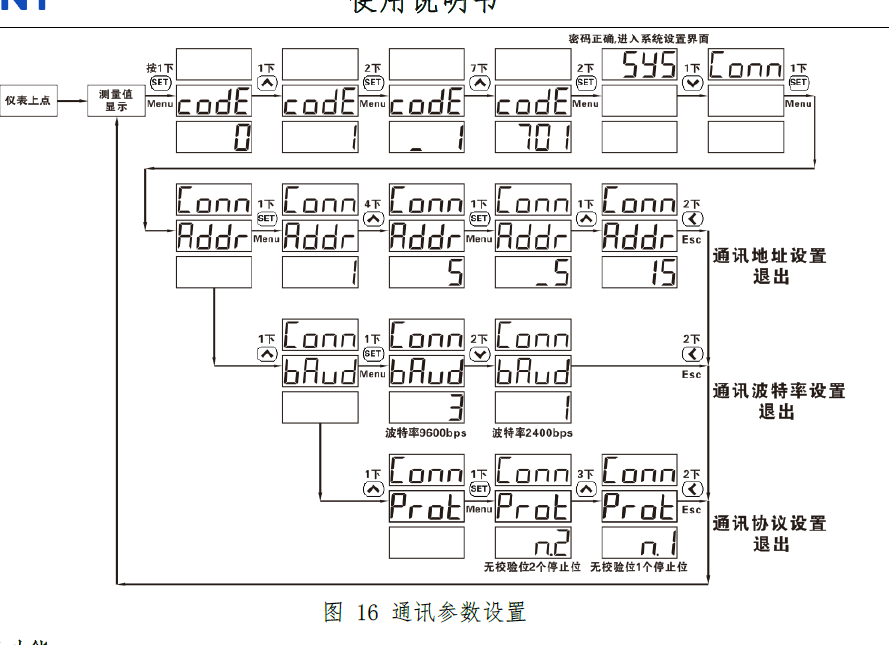 使用说明书
密码正确,进入系统设置界面
仪表上点
测量值
显示
按1下 SET Menu
codE
0
1下
codE
1
2下 SET Menu
codE
_1
7下
codE
701
2下 SET Menu
SYS
1下
Conn
1下 SET Menu
Conn
Addr
1下 SET Menu
Conn
Addr
1
4下
Conn
Addr
5
1下 SET Menu
Conn
Addr
_5
1下
Conn
Addr
15
2下
Esc
通讯地址设置
退出
1下
Conn
bAud
1下 SET Menu
Conn
bAud
3
波特率9600bps
2下
Conn
bAud
1
波特率2400bps
2下
Esc
通讯波特率设置
退出
1下
Conn
Prot
1下 SET Menu
Conn
Prot
n.2
无校验位2个停止位
3下
Conn
Prot
n.1
无校验位1个停止位
2下
Esc
通讯协议设置
退出
图 16 通讯参数设置